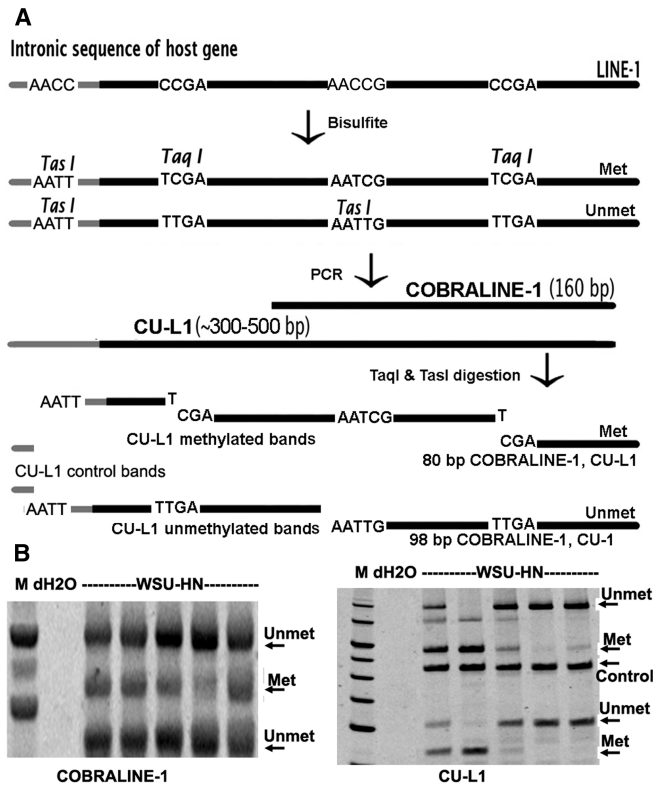 A
Intronic sequence of host gene
LINE-1
AACC CCGA AACCG CCGA
Bisulfite
Tas I Taq I Taq I
Met
AATT TCGA AATCG TCGA
Tas I Tas I Unmet
AATT TTGA AATTG TTGA
PCR
COBRALINE-1 (160 bp)
CU-L1 (~300-500 bp)
TaqI & TasI digestion
AATT T
CGA AATCG T
CU-L1 methylated bands
CGA Met
80 bp COBRALINE-1, CU-L1
CU-L1 control bands
AATT TTGA
CU-L1 unmethylated bands
Unmet
AATTG TTGA
98 bp COBRALINE-1, CU-1
B
M dH2O ----------WSU-HN----------
Unmet
Met
Unmet
COBRALINE-1
M dH2O ----------WSU-HN----------
Unmet
Met
Control
Unmet
Met
CU-L1